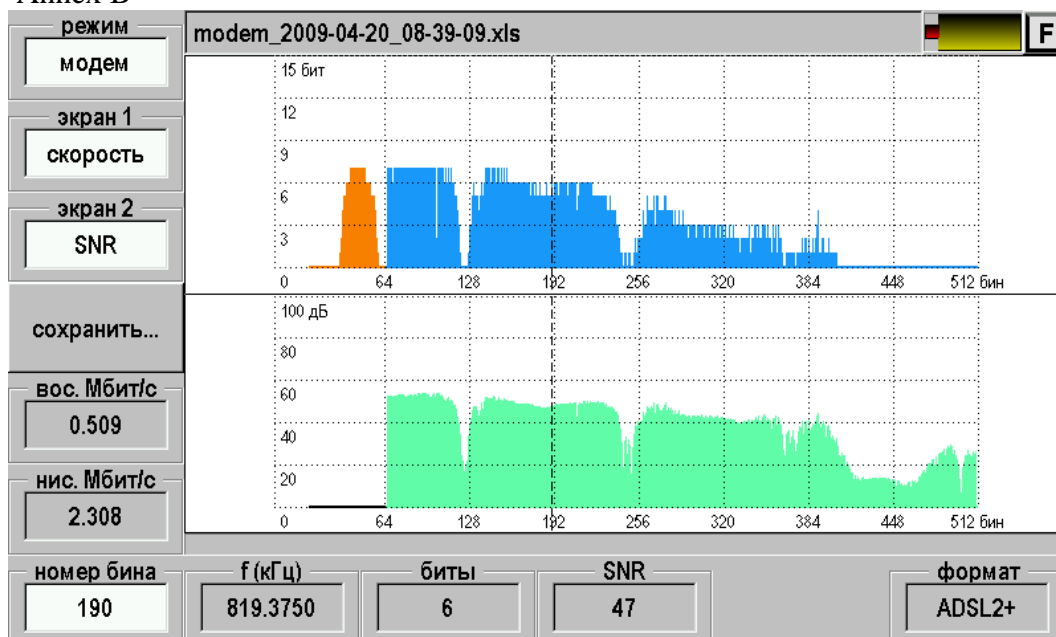 режим
модем
modem_2009-04-20_08-39-09.xls
F
экран 1
скорость
экран 2
SNR
сохранить...
вос. Мбит/с
0.509
нис. Мбит/с
2.308
15 бит
12
9
6
3
0 64 128 192 256 320 384 448 512 бин
100 дБ
80
60
40
20
0 64 128 192 256 320 384 448 512 бин
номер бина
190
f (кГц)
819.3750
биты
6
SNR
47
формат
ADSL2+